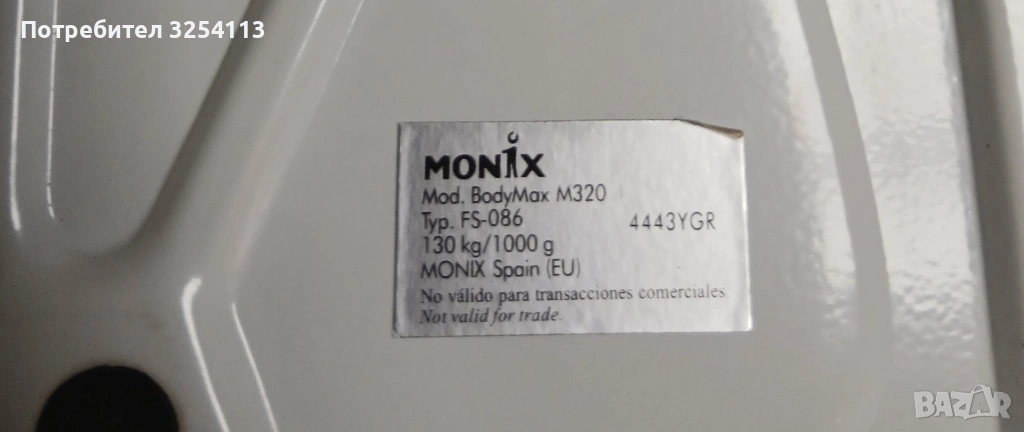 Потребител 3254113
MONIX
Mod. BodyMax M320
Typ. FS-086
4443YGR
130 kg/1000 g
MONIX Spain (EU)
No válido para transacciones comerciales.
Not valid for trade.
BAZAR